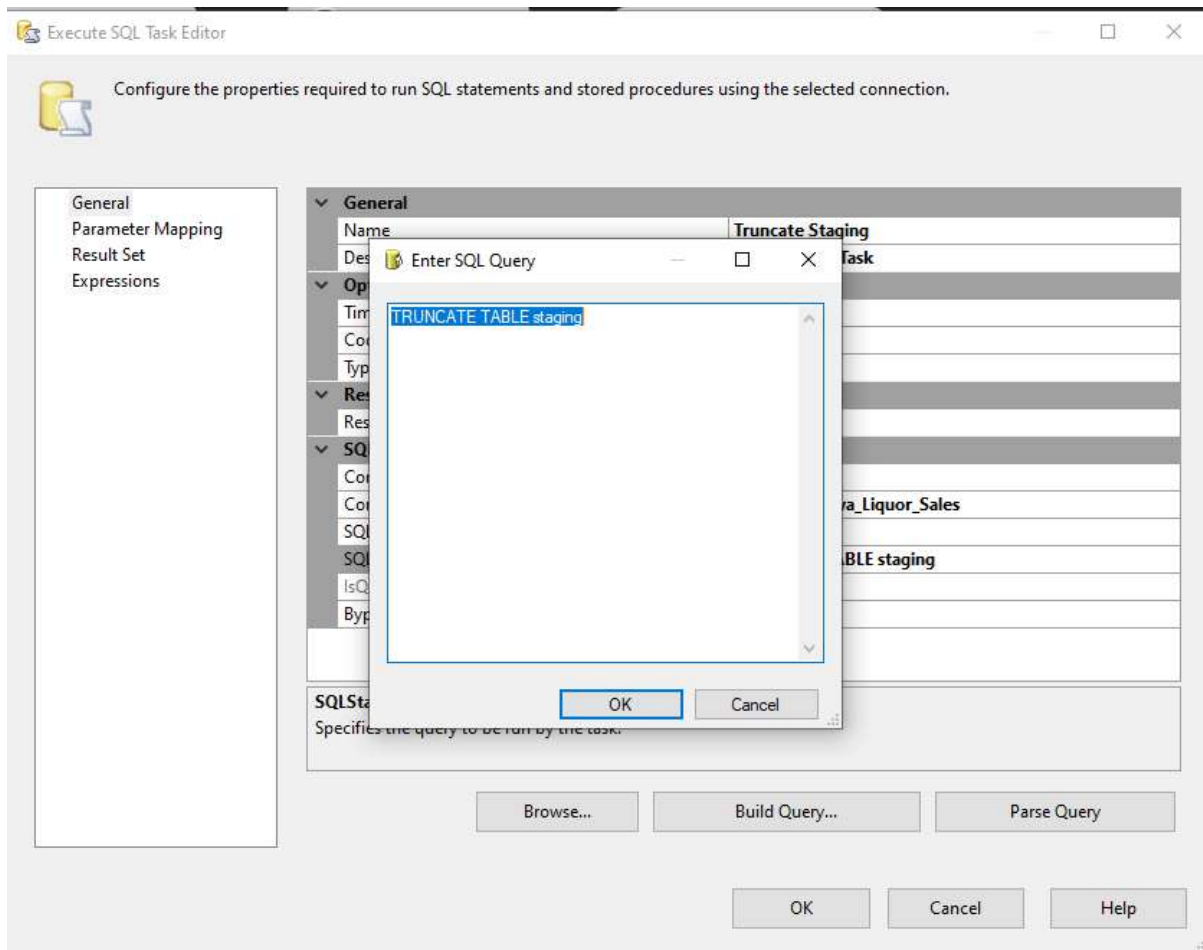 Execute SQL Task Editor
Configure the properties required to run SQL statements and stored procedures using the selected connection.
General
Parameter Mapping
Result Set
Expressions
General
Name Truncate Staging
Des Task
Enter SQL Query
TRUNCATE TABLE staging
Op
Tim
Co
Typ
Res
Res
SQ
Co
Co va_Liquor_Sales
SQL
SQL ABLE staging
IsQ
Byp
OK Cancel
SQLSta
Specifies the query to be run by the task.
Browse... Build Query... Parse Query
OK Cancel Help